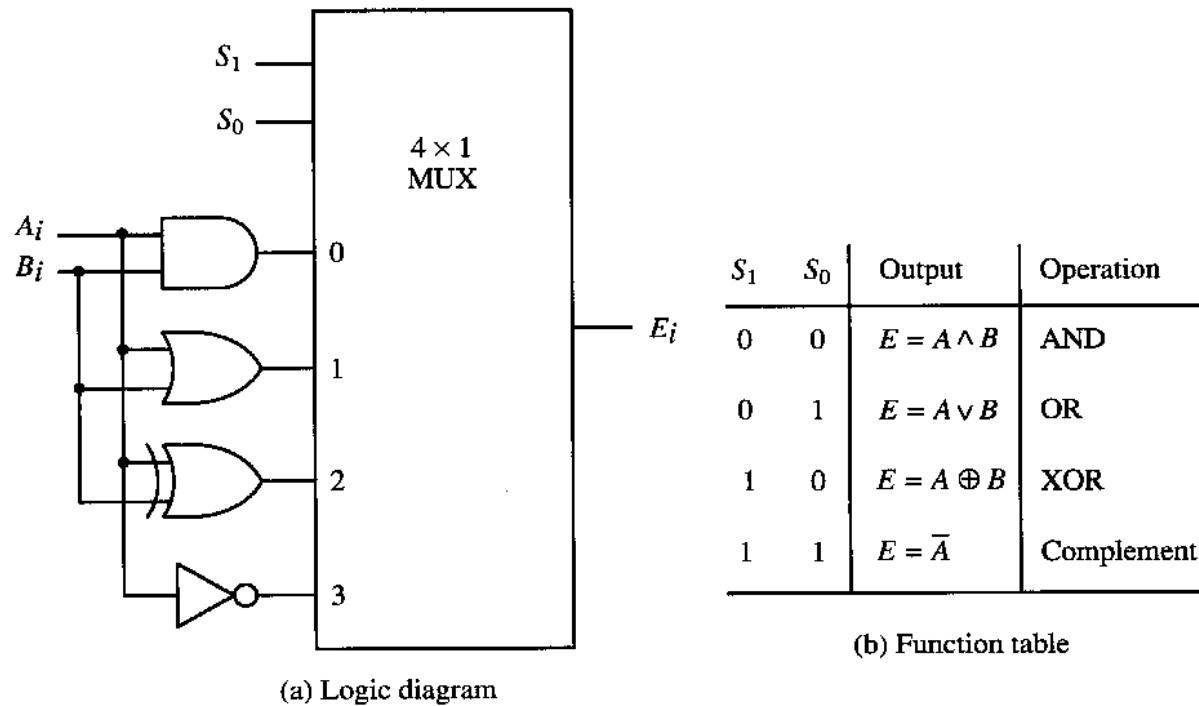 S₁
S₀
4 × 1
MUX
Aᵢ
Bᵢ
0
1
2
3
Eᵢ
(a) Logic diagram
S₁ S₀ Output Operation
0 0 E = A ∧ B AND
0 1 E = A ∨ B OR
1 0 E = A ⊕ B XOR
1 1 E = A̅ Complement
(b) Function table